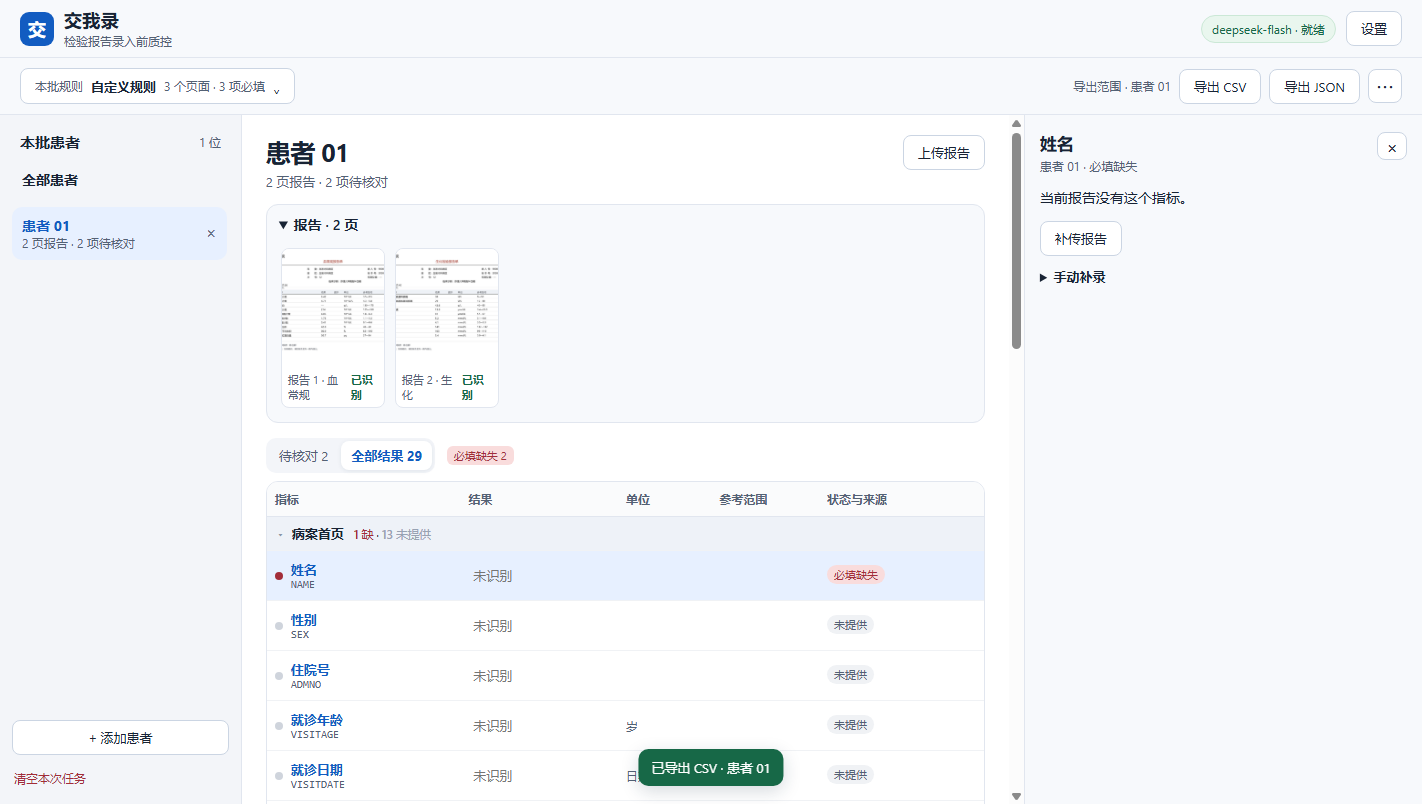 交
交我录
检验报告录入前质控
deepseek-flash · 就绪
设置
本批规则 自定义规则 3 个页面 · 3 项必填
导出范围 · 患者 01
导出 CSV
导出 JSON
···
本批患者
1 位
全部患者
患者 01
2 页报告 · 2 项待核对
×
+ 添加患者
清空本次任务
患者 01
2 页报告 · 2 项待核对
上传报告
▼ 报告 · 2 页
报告 1 · 血常规
已识别
报告 2 · 生化
已识别
待核对 2
全部结果 29
必填缺失 2
指标 结果 单位 参考范围 状态与来源
病案首页 1 缺 · 13 未提供
姓名
NAME
未识别
必填缺失
性别
SEX
未识别
未提供
住院号
ADMNO
未识别
未提供
就诊年龄
VISITAGE
未识别
岁
未提供
就诊日期
VISITDATE
未识别
日
未提供
已导出 CSV · 患者 01
姓名
患者 01 · 必填缺失
×
当前报告没有这个指标。
补传报告
▶ 手动补录